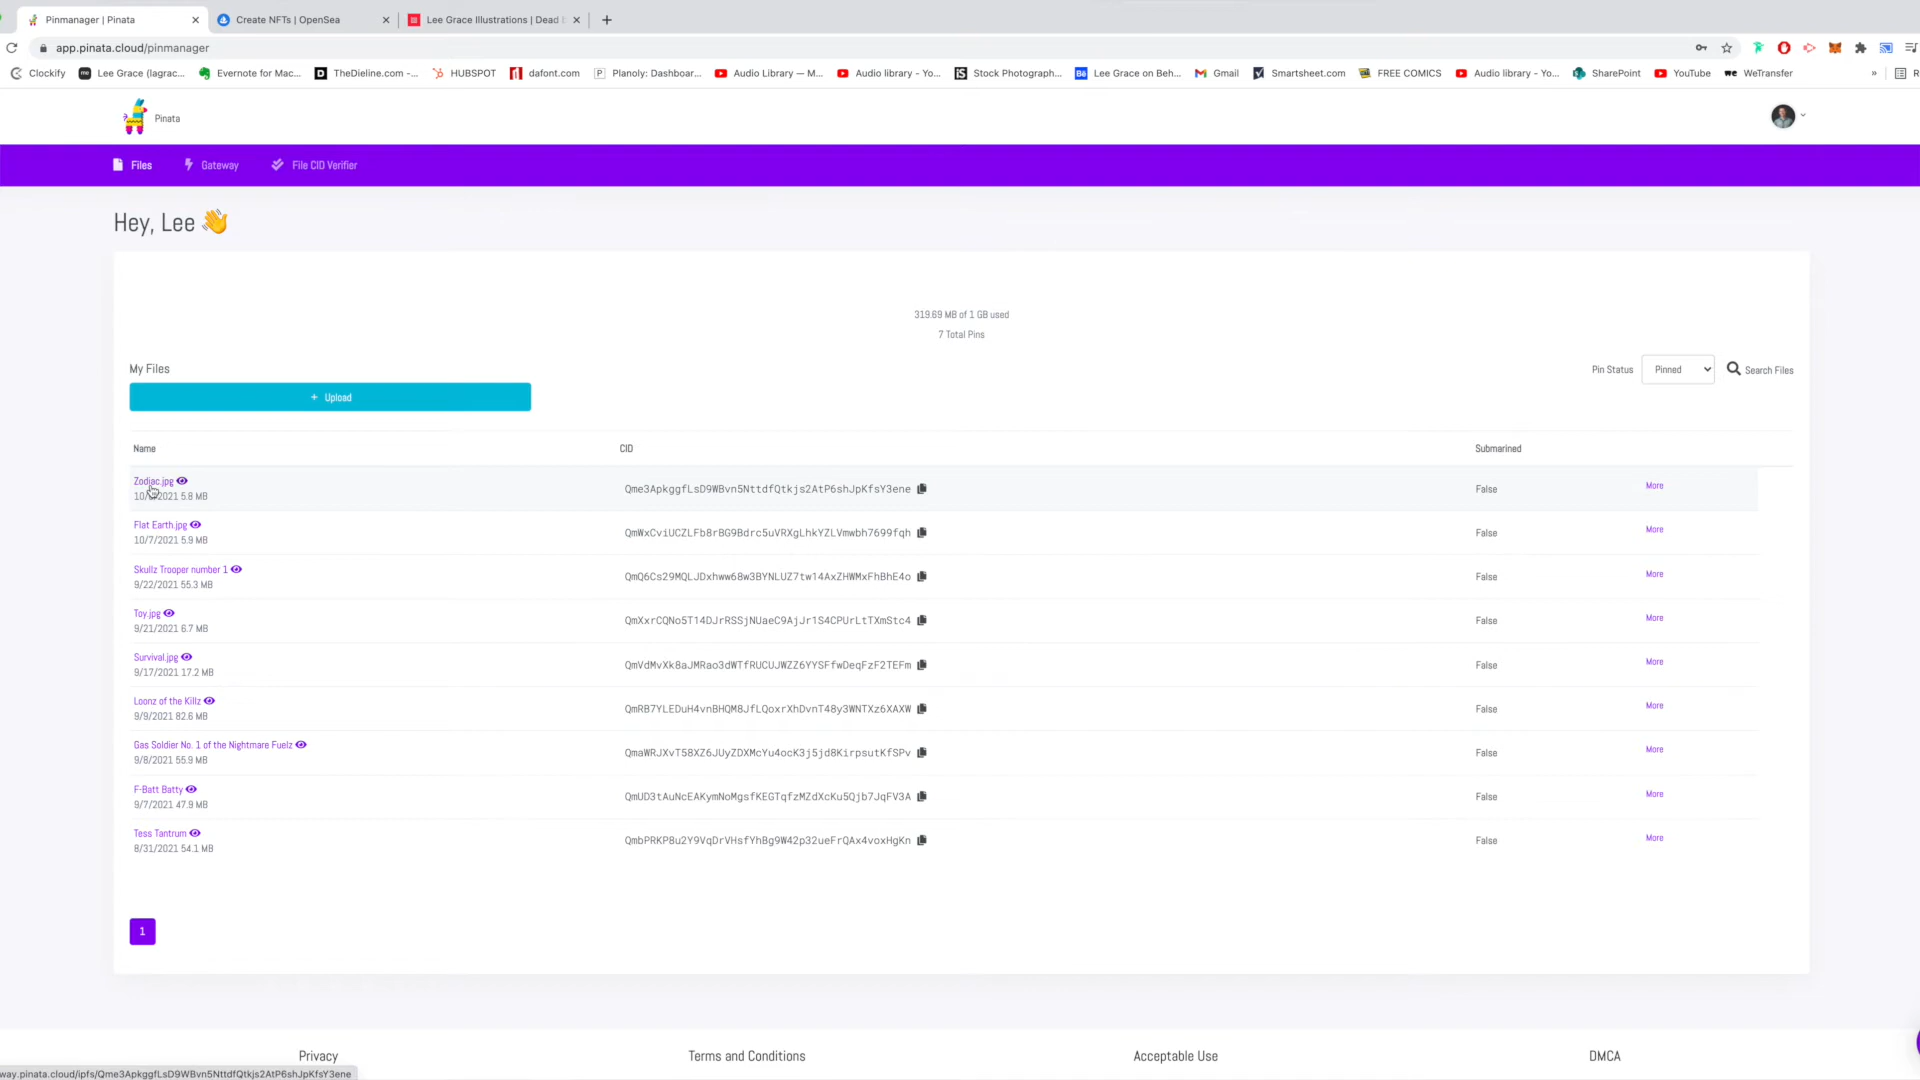 Pinmanager | Pinata
Create NFTs | OpenSea
Lee Grace Illustrations | Dead
app.pinata.cloud/pinmanager
Clockify
Lee Grace (lagrac...
Evernote for Mac...
TheDieline.com -...
HUBSPOT
dafont.com
Planoly: Dashboar...
Audio Library — M...
Audio library - Yo...
Stock Photograph...
Lee Grace on Beh...
Gmail
Smartsheet.com
FREE COMICS
Audio library - Yo...
SharePoint
YouTube
WeTransfer
»
R
Pinata
Files
Gateway
File CID Verifier
Hey, Lee 👋
319.69 MB of 1 GB used
7 Total Pins
My Files
Pin Status
Pinned
Search Files
+ Upload
Name
CID
Submarined
Zodiac.jpg
Qme3ApkggfLsD9WBvn5NttdfQtkjs2AtP6shJpKfsY3ene
False
More
2021 5.8 MB
Flat Earth.jpg
QmWxCviUCZLFb8rBG9Bdrc5uVRXgLhkYZLVmwbh7699fqh
False
More
10/7/2021 5.9 MB
Skullz Trooper number 1
QmQ6Cs29MQLJDxhww68w3BYNLUZ7tw14AxZHWMxFhBhE4o
False
More
9/22/2021 55.3 MB
Toy.jpg
QmXxrCQNo5T14DJrRSSjNUaeC9AjJr1S4CPUrLtTXmStc4
False
More
9/21/2021 6.7 MB
Survival.jpg
QmVdMvXk8aJMRao3dWTfRUCUJWZZ6YYSFfwDeqFzF2TEFm
False
More
9/17/2021 17.2 MB
Loonz of the Killz
QmRB7YLEDuH4vnBHQM8JfLQoxrXhDvnT48y3WNTXz6XAXW
False
More
9/9/2021 82.6 MB
Gas Soldier No. 1 of the Nightmare Fuelz
QmaWRJXvT58XZ6JUyZDXMcYu4ocK3j5jd8KirpsutKfSPv
False
More
9/8/2021 55.9 MB
F-Batt Batty
QmUD3tAuNcEAKymNoMgsfKEGTqfzMZdXcKu5Qjb7JqFV3A
False
More
9/7/2021 47.9 MB
Tess Tantrum
QmbPRKP8u2Y9VqDrVHsfYhBg9W42p32ueFrQAx4voxHgKn
False
More
8/31/2021 54.1 MB
1
Privacy
Terms and Conditions
Acceptable Use
DMCA
way.pinata.cloud/ipfs/Qme3ApkggfLsD9WBvn5NttdfQtkjs2AtP6shJpKfsY3ene